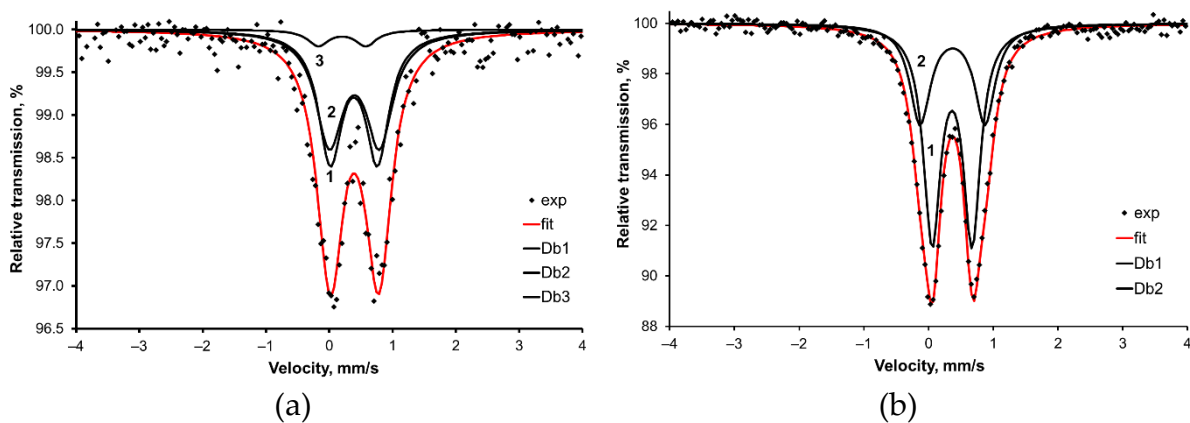 100.0
99.5
99.0
98.5
98.0
97.5
97.0
96.5
Relative transmission, %
3
2
1
exp
fit
Db1
Db2
Db3
–4 –3 –2 –1 0 1 2 3 4
Velocity, mm/s
(a)
100
98
96
94
92
90
88
Relative transmission, %
2
1
exp
fit
Db1
Db2
–4 –3 –2 –1 0 1 2 3 4
Velocity, mm/s
(b)